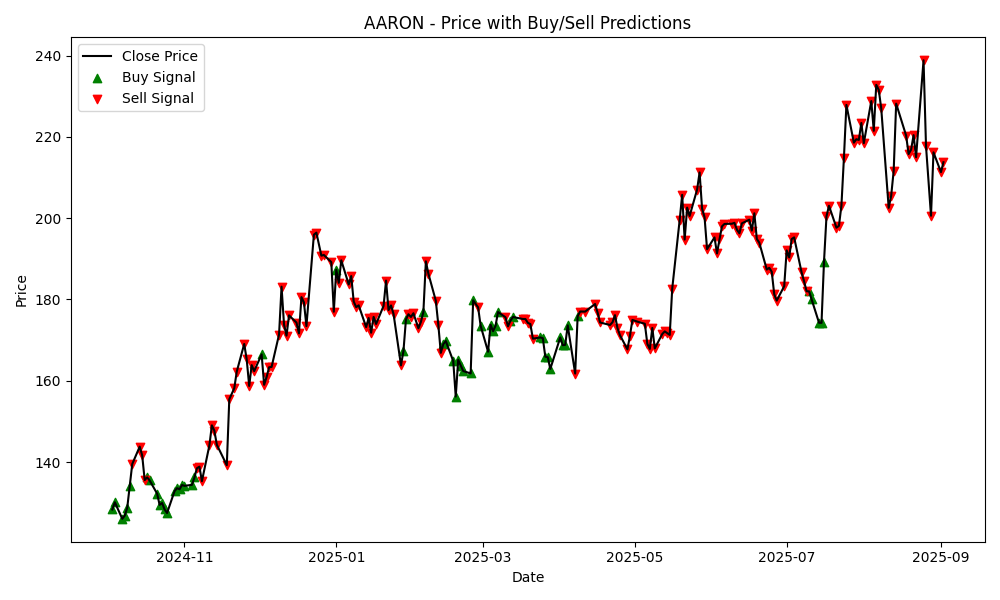 AARON - Price with Buy/Sell Predictions
Close Price
Buy Signal
Sell Signal
Price
240
220
200
180
160
140
2024-11
2025-01
2025-03
2025-05
2025-07
2025-09
Date